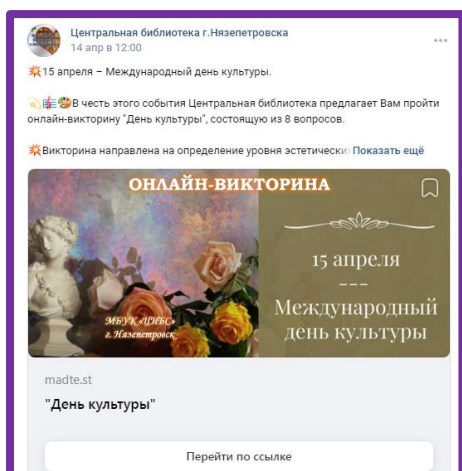 Центральная библиотека г.Нязепетровска
14 апр в 12:00
15 апреля – Международный день культуры.
В честь этого события Центральная библиотека предлагает Вам пройти
онлайн-викторину "День культуры", состоящую из 8 вопросов.
Викторина направлена на определение уровня Показать ещё
ОНЛАЙН-ВИКТОРИНА
15 апреля
---
Международный
день культуры
МБУК «ЦИБС»
г. Нязепетровск
madte.st
"День культуры"
Перейти по ссылке